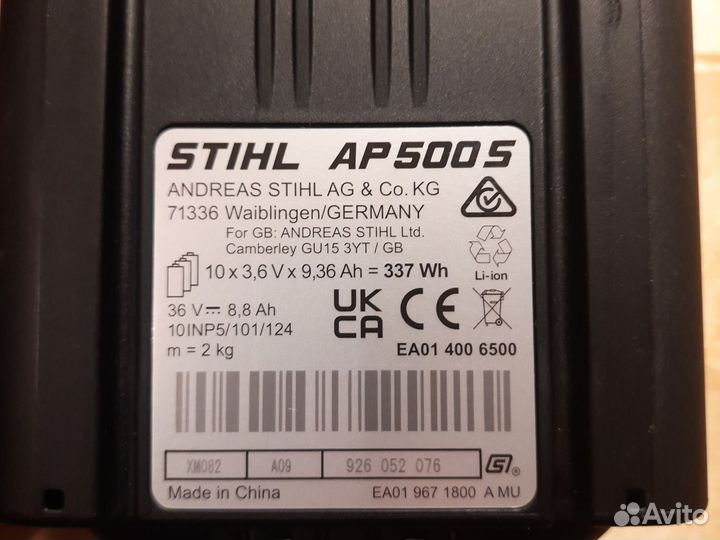 STIHL AP500S
ANDREAS STIHL AG & Co. KG
71336 Waiblingen/GERMANY
For GB: ANDREAS STIHL Ltd.
Camberley GU15 3YT / GB
10 x 3,6 V x 9,36 Ah = 337 Wh
Li-ion
36 V ⎓ 8,8 Ah
10INP5/101/124
m = 2 kg
UK
CA
CE
EA01 400 6500
XM082 A09 926 052 076
Made in China
EA01 967 1800 A MU
Avito